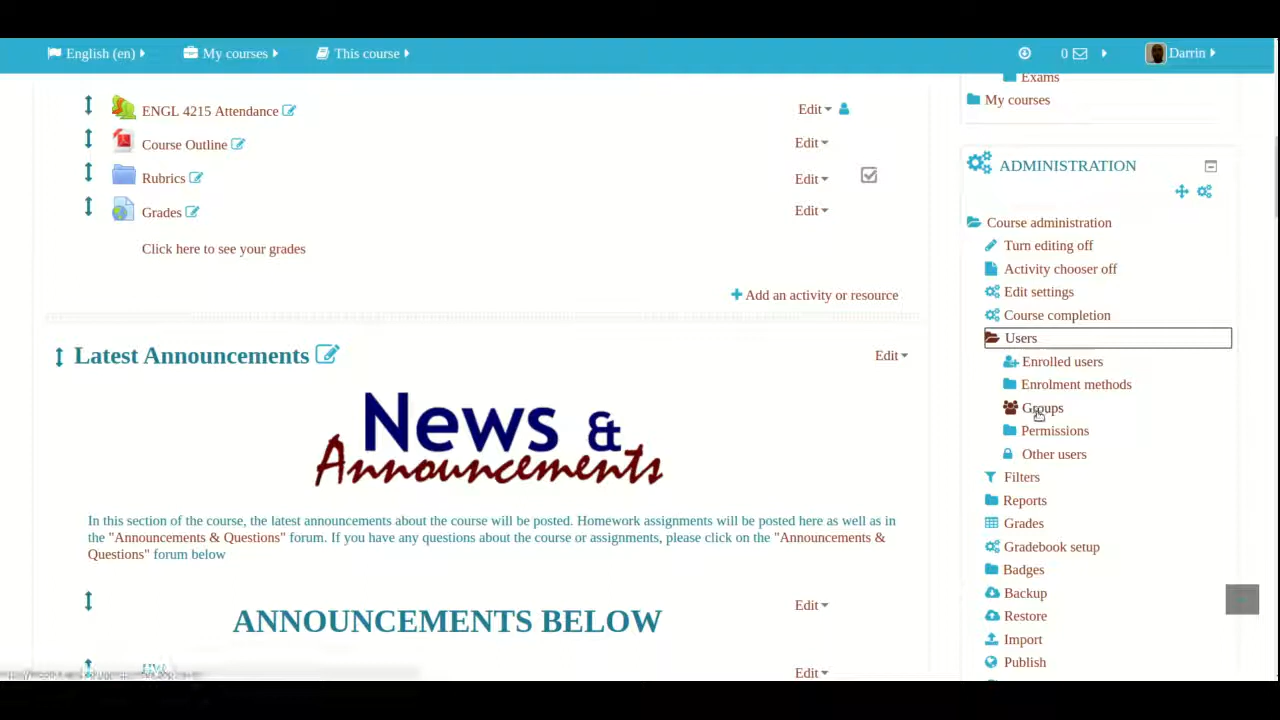 English (en)
My courses
This course
0
Darrin
ENGL 4215 Attendance
Edit
Course Outline
Edit
Rubrics
Edit
Grades
Edit
Click here to see your grades
Add an activity or resource
Latest Announcements
Edit
News &
Announcements
In this section of the course, the latest announcements about the course will be posted. Homework assignments will be posted here as well as in
the "Announcements & Questions" forum. If you have any questions about the course or assignments, please click on the "Announcements &
Questions" forum below
Edit
ANNOUNCEMENTS BELOW
Edit
Exams
My courses
ADMINISTRATION
Course administration
Turn editing off
Activity chooser off
Edit settings
Course completion
Users
Enrolled users
Enrolment methods
Groups
Permissions
Other users
Filters
Reports
Grades
Gradebook setup
Badges
Backup
Restore
Import
Publish